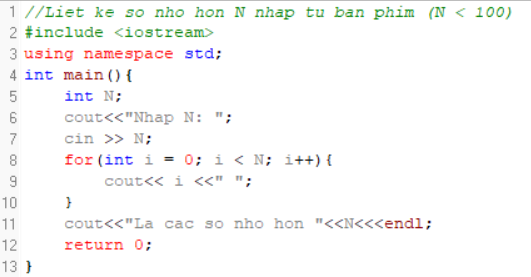 1 //Liet ke so nho hon N nhap tu ban phim (N < 100)
2 #include <iostream>
3 using namespace std;
4 int main(){
5 int N;
6 cout<<"Nhap N: ";
7 cin >> N;
8 for(int i = 0; i < N; i++){
9 cout<< i <<" ";
10 }
11 cout<<"La cac so nho hon "<<N<<<endl;
12 return 0;
13 }